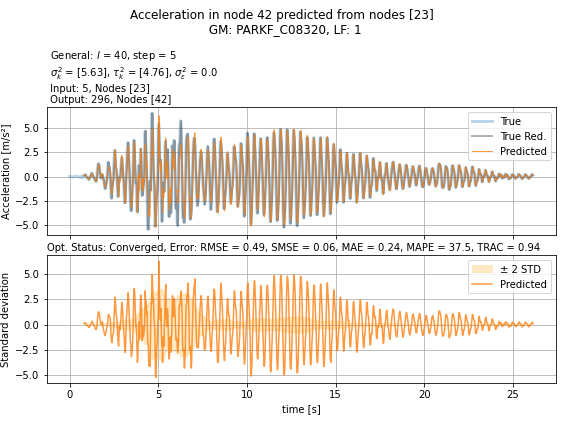 Acceleration in node 42 predicted from nodes [23]
GM: PARKF_C08320, LF: 1
General: l = 40, step = 5
σ_k² = [5.63], τ_k² = [4.76], σ_ε² = 0.0
Input: 5, Nodes [23]
Output: 296, Nodes [42]
Acceleration [m/s²]
5.0
2.5
0.0
−2.5
−5.0
True
True Red.
Predicted
Opt. Status: Converged, Error: RMSE = 0.49, SMSE = 0.06, MAE = 0.24, MAPE = 37.5, TRAC = 0.94
Standard deviation
5.0
2.5
0.0
−2.5
−5.0
± 2 STD
Predicted
0 5 10 15 20 25
time [s]